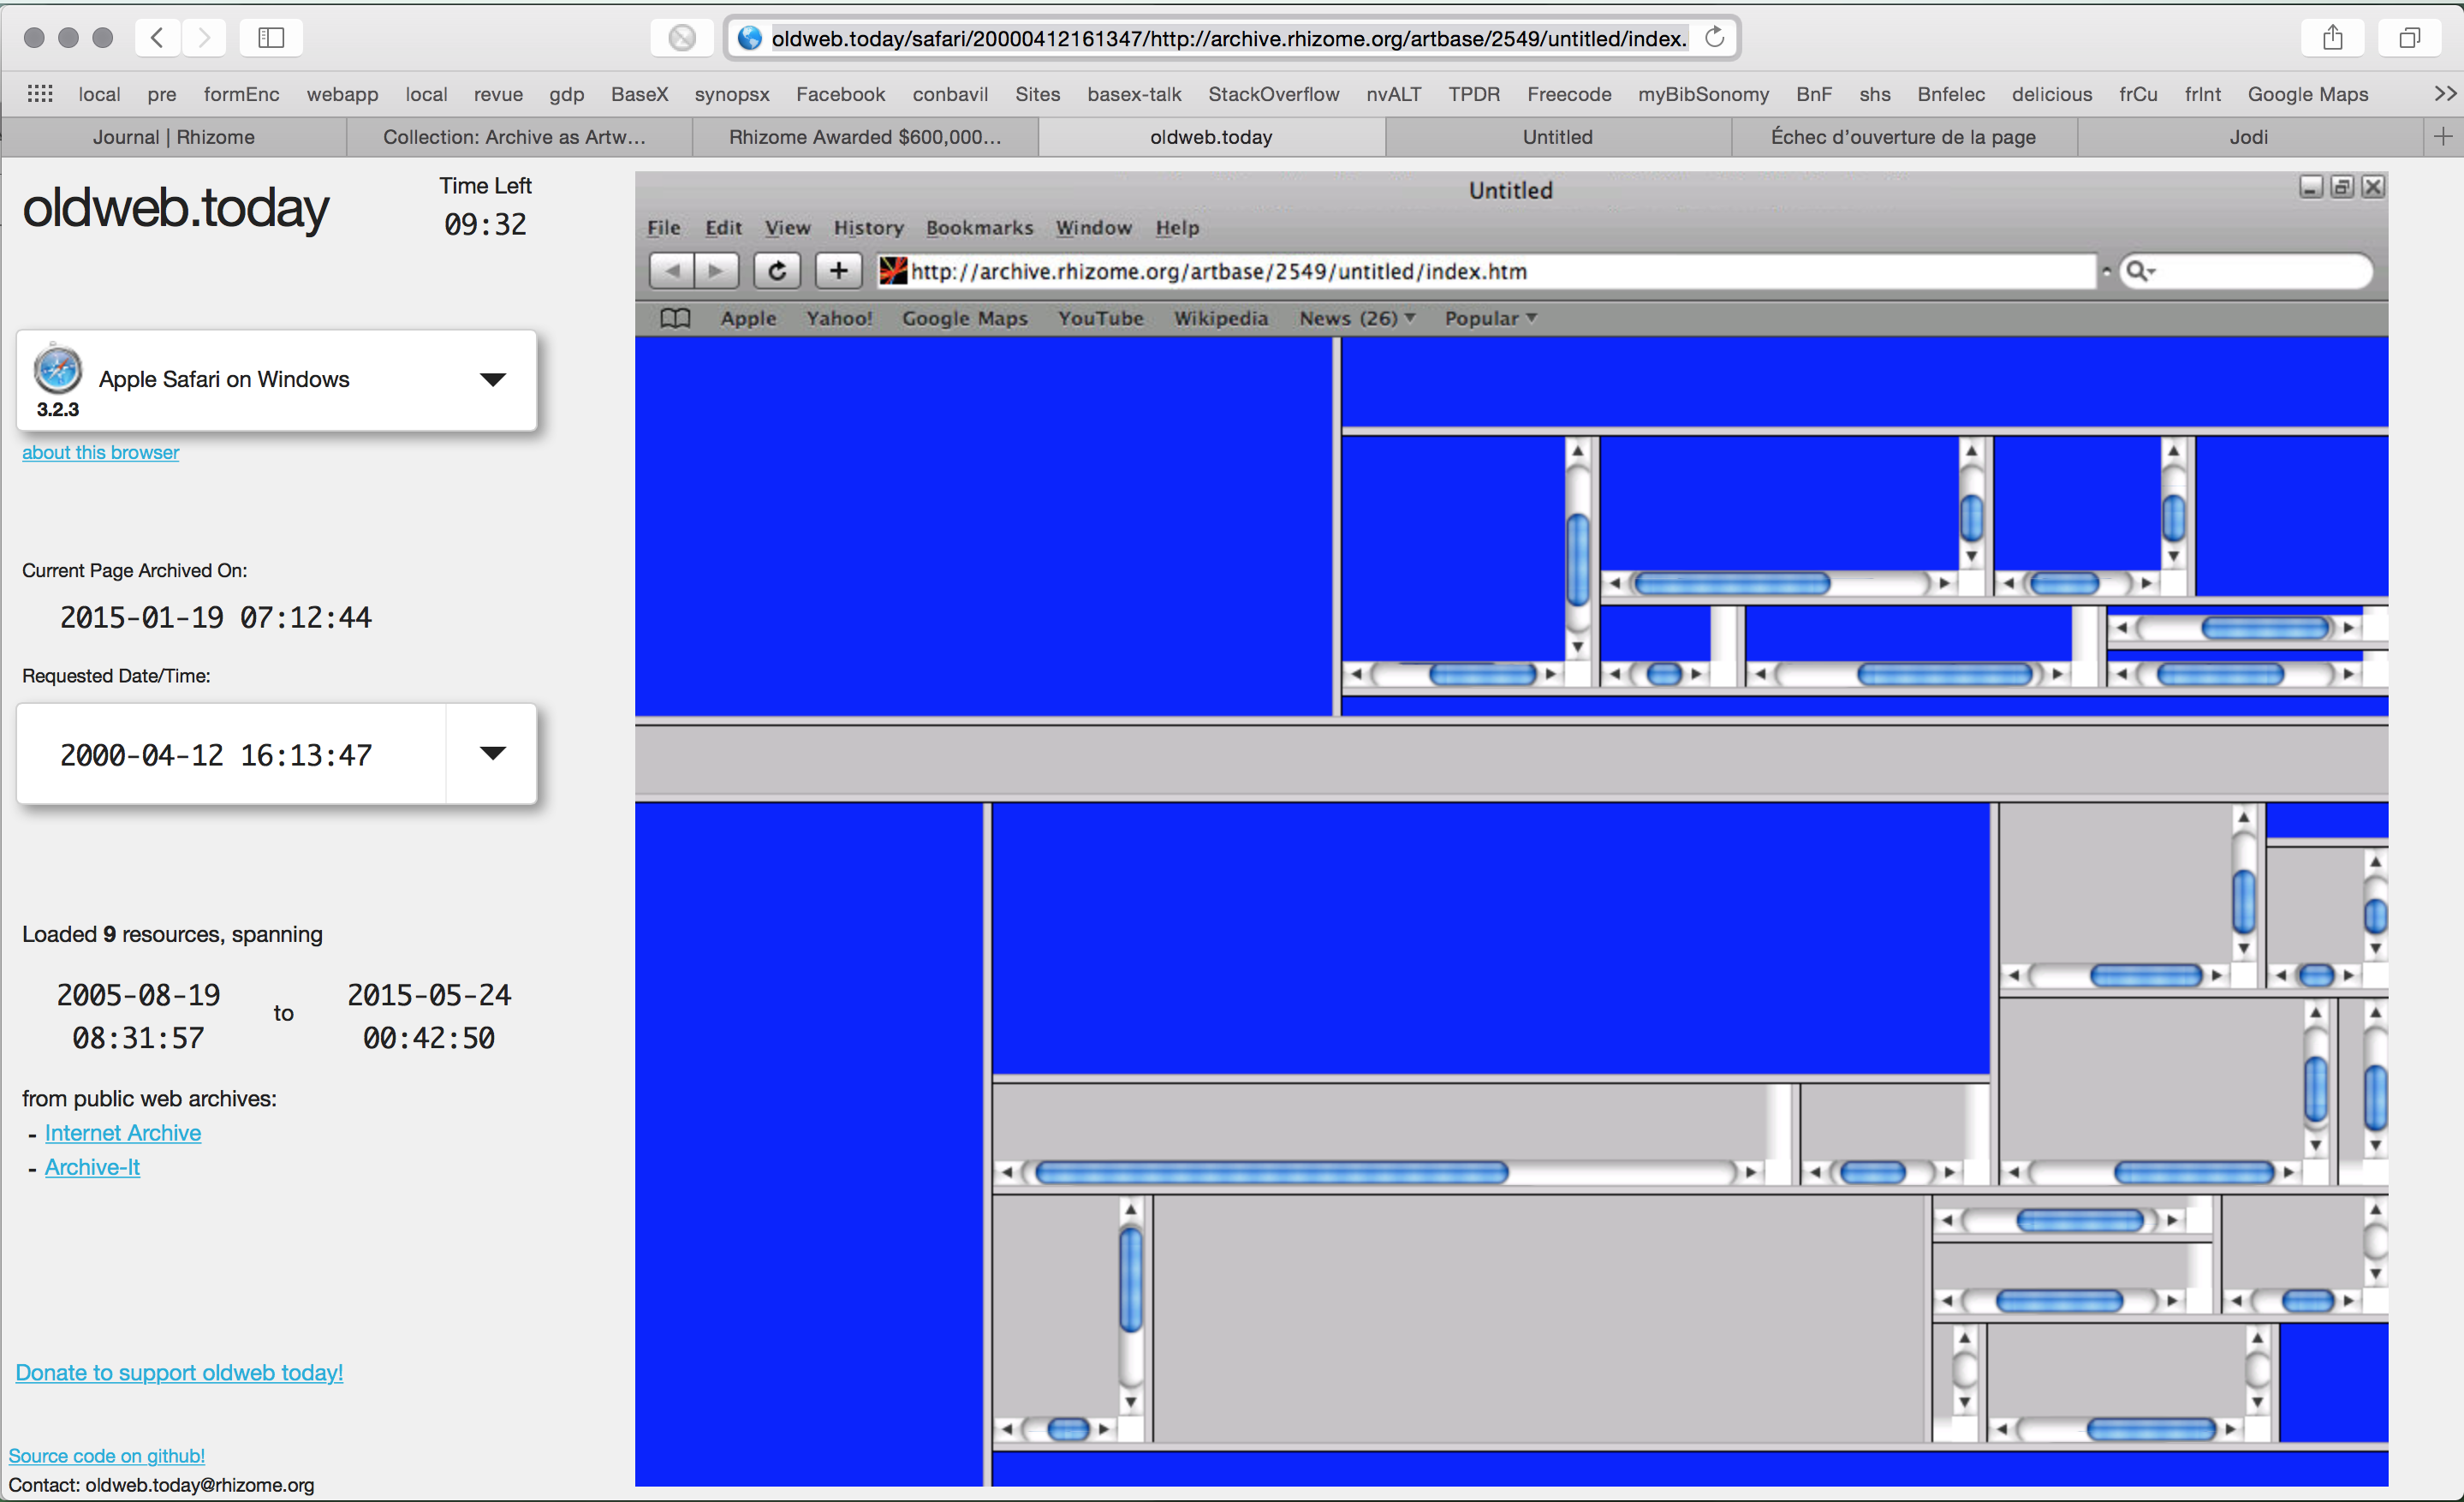 oldweb.today/safari/20000412161347/http://archive.rhizome.org/artbase/2549/untitled/index.
local pre formEnc webapp local revue gdp BaseX synopsx Facebook conbavil Sites basex-talk StackOverflow nvALT TPDR Freecode myBibSonomy BnF shs Bnfelec delicious frCu frInt Google Maps >>
Journal | Rhizome Collection: Archive as Artw... Rhizome Awarded $600,000... oldweb.today Untitled Échec d’ouverture de la page Jodi
oldweb.today
Time Left
09:32
Apple Safari on Windows
3.2.3
about this browser
Current Page Archived On:
2015-01-19 07:12:44
Requested Date/Time:
2000-04-12 16:13:47
Loaded 9 resources, spanning
2005-08-19 08:31:57 to 2015-05-24 00:42:50
from public web archives:
- Internet Archive
- Archive-It
Donate to support oldweb today!
Source code on github!
Contact: oldweb.today@rhizome.org
Untitled
File Edit View History Bookmarks Window Help
http://archive.rhizome.org/artbase/2549/untitled/index.htm
Apple Yahoo! Google Maps YouTube Wikipedia News (26) Popular